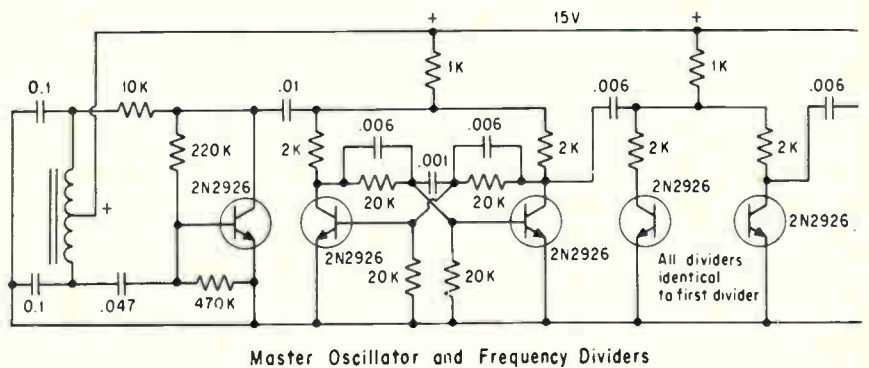 + 15V +
0.1 10K .01 1K .006 1K .006
220K 2K .006 .006 2K 2K 2K
.001
2N2926 20K 20K 2N2926
+
2N2926 2N2926 2N2926
0.1 .047 470K 20K 20K
All dividers
identical
to first divider
Master Oscillator and Frequency Dividers